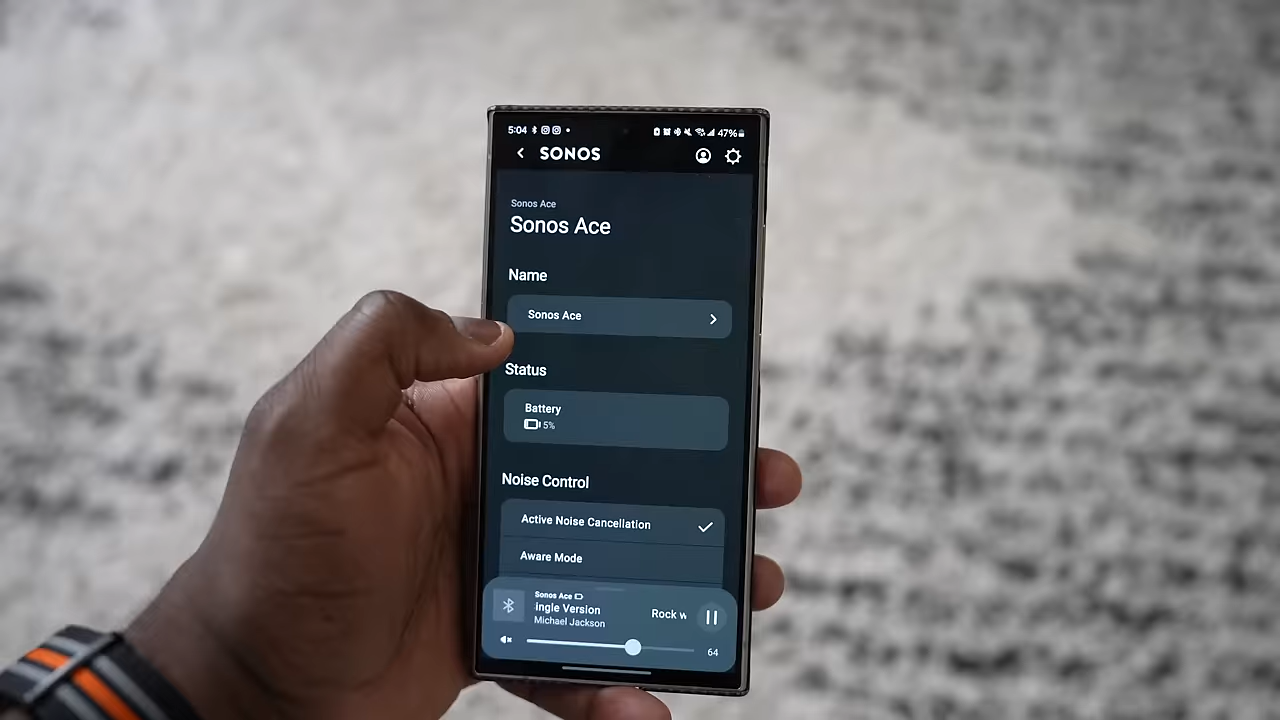 5:04
47%
SONOS
Sonos Ace
Sonos Ace
Name
Sonos Ace
Status
Battery
5%
Noise Control
Active Noise Cancellation
Aware Mode
Sonos Ace
ingle Version Rock w
Michael Jackson
64